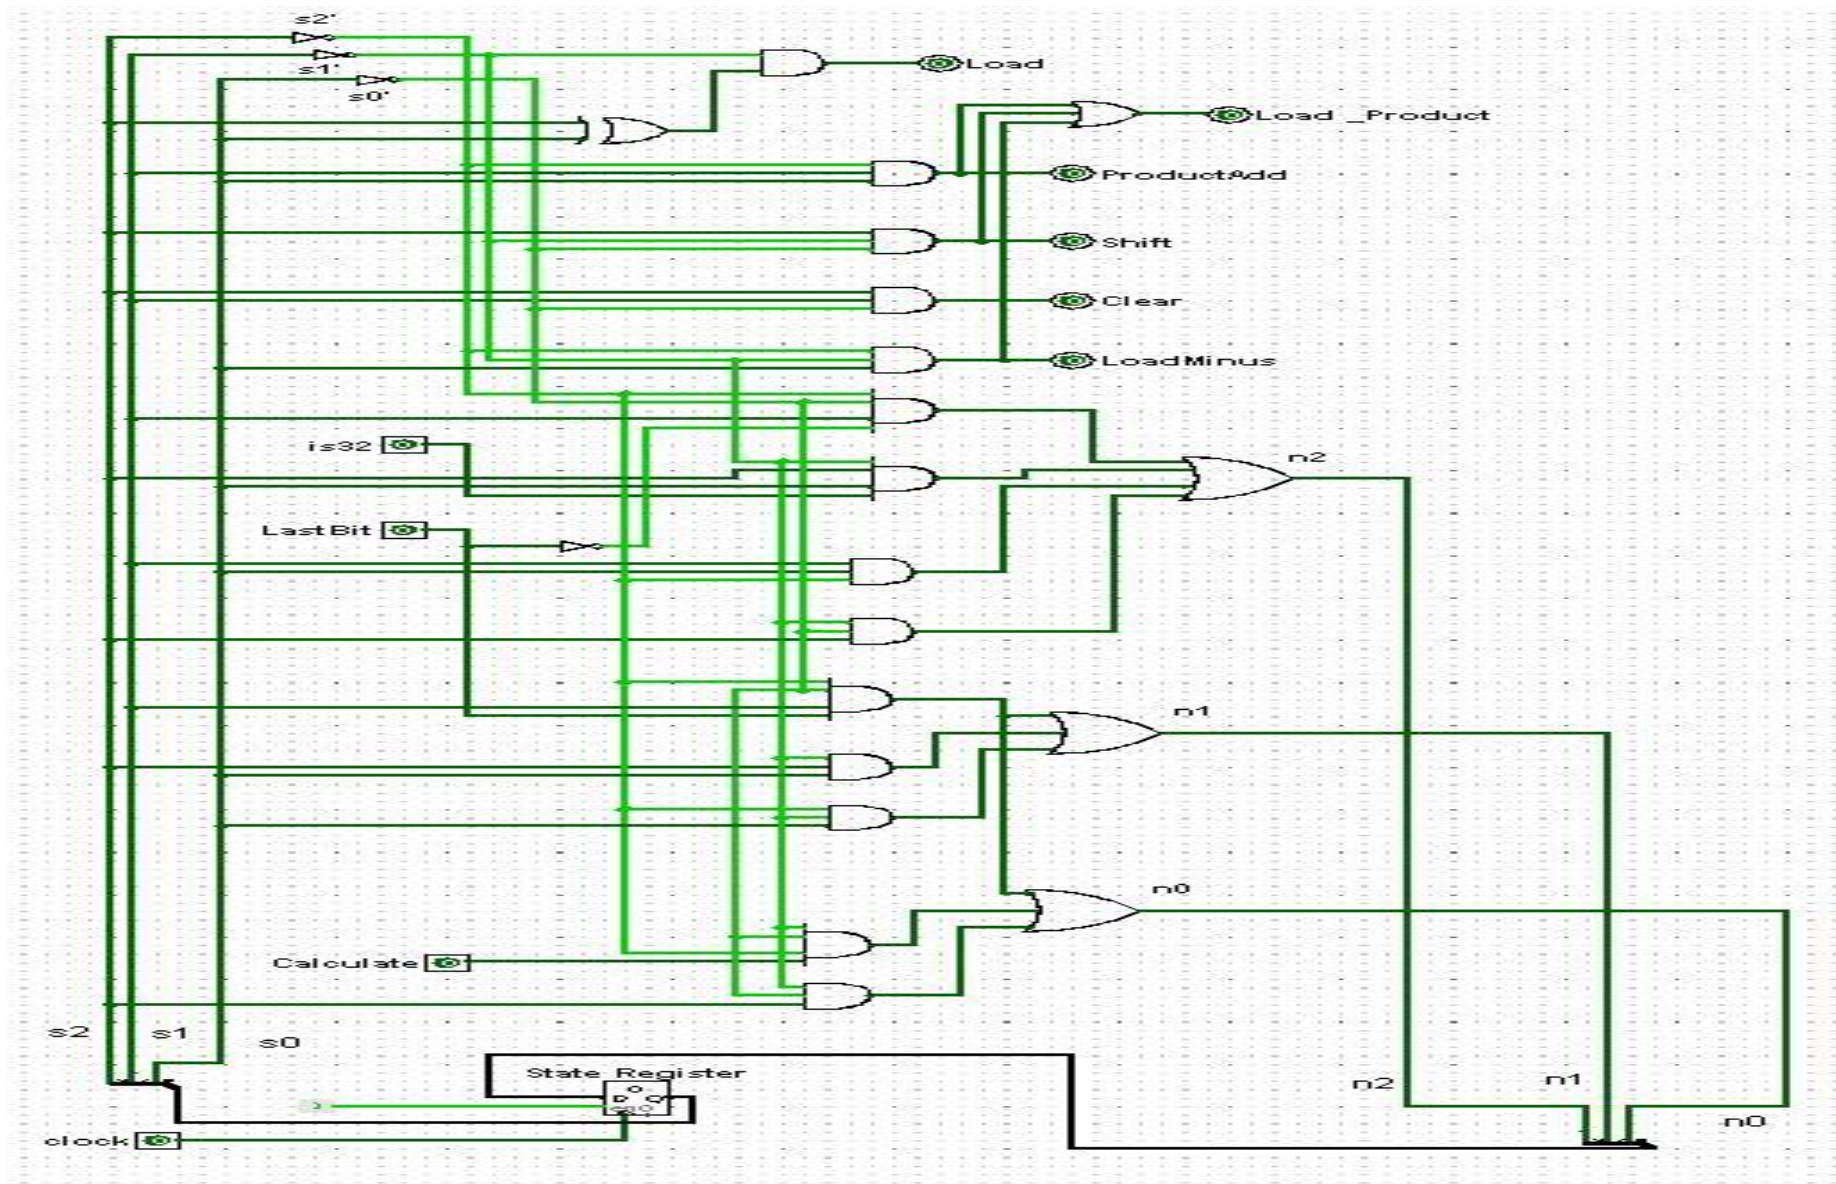 s2'
s1'
s0'
Load
Load _Product
ProductAdd
Shift
Clear
LoadMinus
is32
n2
LastBit
n1
n0
Calculate
s2
s1
s0
State Register
D
Q
n2
n1
n0
clock